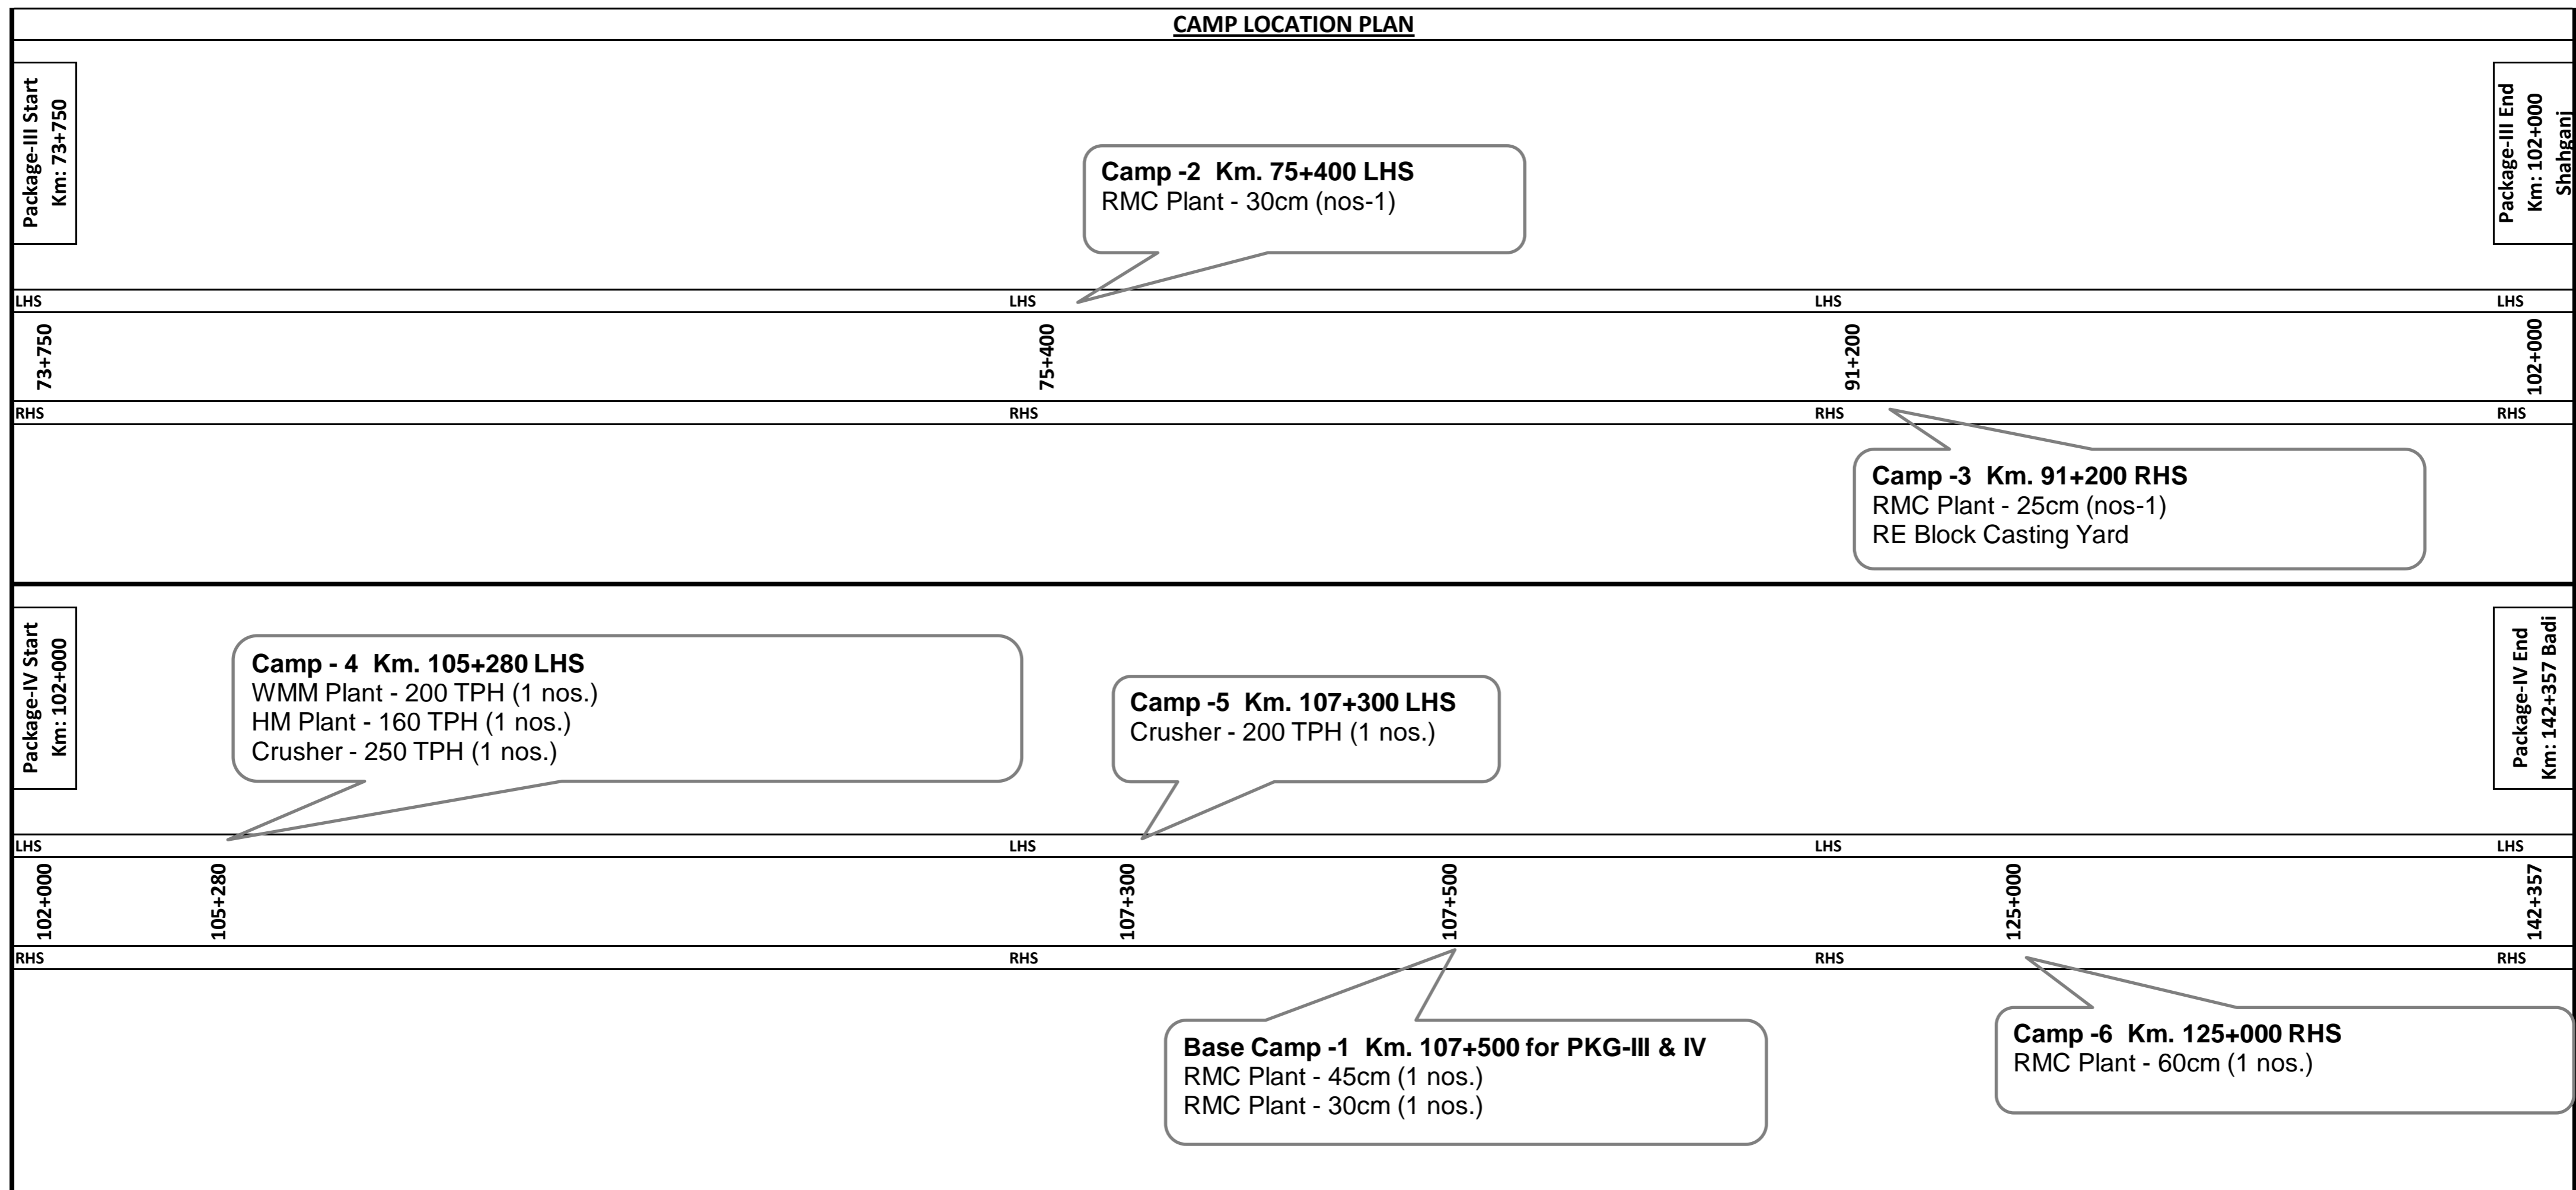 CAMP LOCATION PLAN
Package-III Start
Km: 73+750
Package-III End
Km: 102+000
Shahganj
Camp -2  Km. 75+400 LHS
RMC Plant - 30cm (nos-1)
LHS LHS LHS LHS
73+750 75+400 91+200 102+000
RHS RHS RHS RHS
Camp -3  Km. 91+200 RHS
RMC Plant - 25cm (nos-1)
RE Block Casting Yard
Package-IV Start
Km: 102+000
Package-IV End
Km: 142+357 Badi
Camp - 4  Km. 105+280 LHS
WMM Plant - 200 TPH (1 nos.)
HM Plant - 160 TPH (1 nos.)
Crusher - 250 TPH (1 nos.)
Camp -5  Km. 107+300 LHS
Crusher - 200 TPH (1 nos.)
LHS LHS LHS LHS
102+000 105+280 107+300 107+500 125+000 142+357
RHS RHS RHS RHS
Base Camp -1  Km. 107+500 for PKG-III & IV
RMC Plant - 45cm (1 nos.)
RMC Plant - 30cm (1 nos.)
Camp -6  Km. 125+000 RHS
RMC Plant - 60cm (1 nos.)